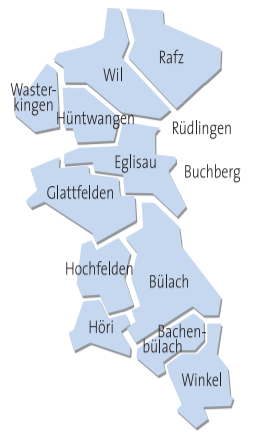 Rafz
Wil
Waster-
kingen
Hüntwangen
Rüdlingen
Eglisau
Buchberg
Glattfelden
Hochfelden
Bülach
Höri
Bachen-
bülach
Winkel